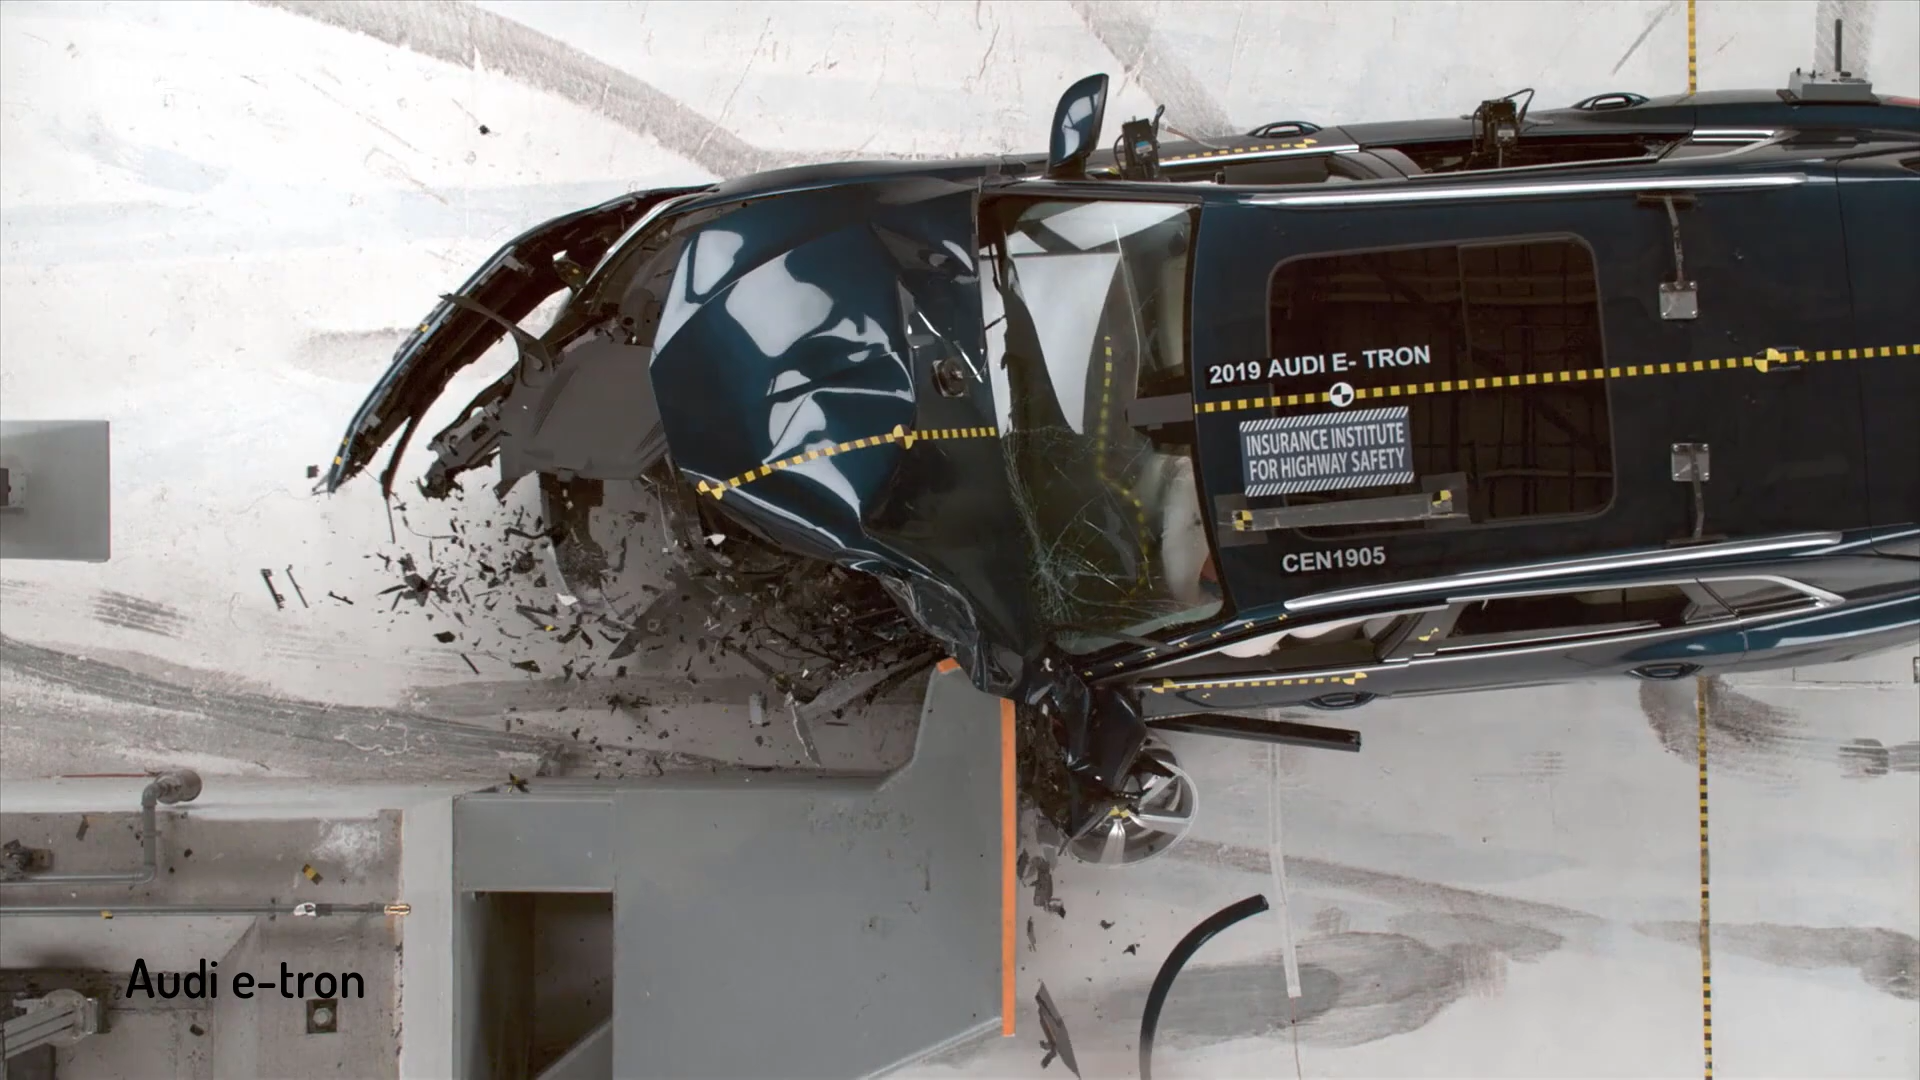 2019 AUDI E- TRON
INSURANCE INSTITUTE
FOR HIGHWAY SAFETY
CEN1905
Audi e-tron